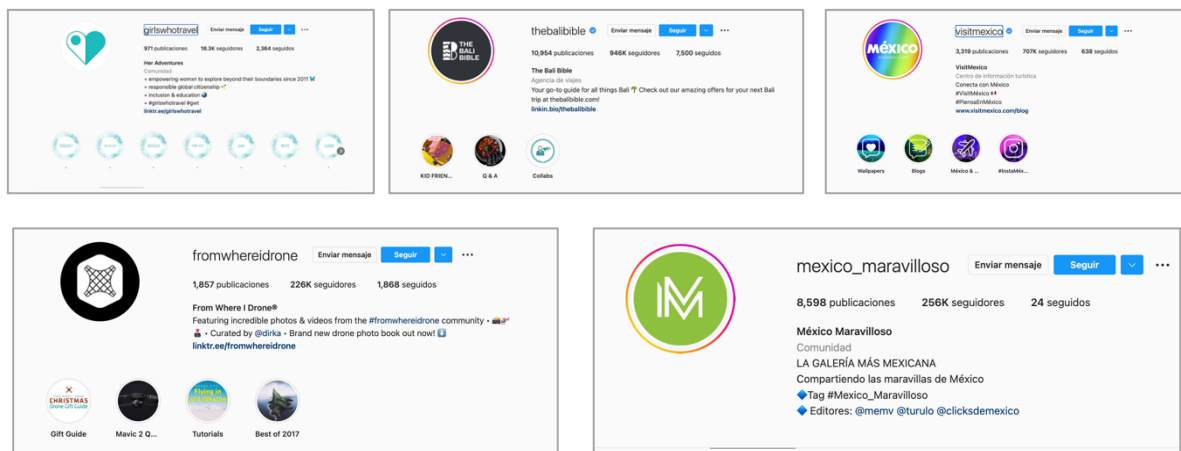 girlswhotravel Enviar mensaje Seguir
971 publicaciones 18.3K seguidores 2,364 seguidos
Her Adventures
Comunidad
+ empowering women to explore beyond their boundaries since 2011
+ responsible global citizenship
+ inclusion & education
+ #girlswhotravel #gwt
linktr.ee/girlswhotravel
THE
BALI
BIBLE
thebalibible Enviar mensaje Seguir
10,954 publicaciones 946K seguidores 7,500 seguidos
The Bali Bible
Agencia de viajes
Your go-to guide for all things Bali 🌴 Check out our amazing offers for your next Bali
trip at thebalibible.com!
linkin.bio/thebalibible
KID FRIEN... Q & A Collabs
MÉXICO
visitmexico Enviar mensaje Seguir
3,319 publicaciones 707K seguidores 638 seguidos
VisitMexico
Centro de información turística
Conecta con México
#VisitMéxico
#PiensaEnMéxico
www.visitmexico.com/blog
Wallpapers Blogs México & ... #InstaMéx...
fromwhereidrone Enviar mensaje Seguir ...
1,857 publicaciones 226K seguidores 1,868 seguidos
From Where I Drone®
Featuring incredible photos & videos from the #fromwhereidrone community •
• Curated by @dirka • Brand new drone photo book out now! ⬇️
linktr.ee/fromwhereidrone
CHRISTMAS
Drone Gift Guide
Flying in
Gift Guide Mavic 2 Q... Tutorials Best of 2017
M
mexico_maravilloso Enviar mensaje Seguir ...
8,598 publicaciones 256K seguidores 24 seguidos
México Maravilloso
Comunidad
LA GALERÍA MÁS MEXICANA
Compartiendo las maravillas de México
🔷Tag #Mexico_Maravilloso
🔷 Editores: @memv @turulo @clicksdemexico